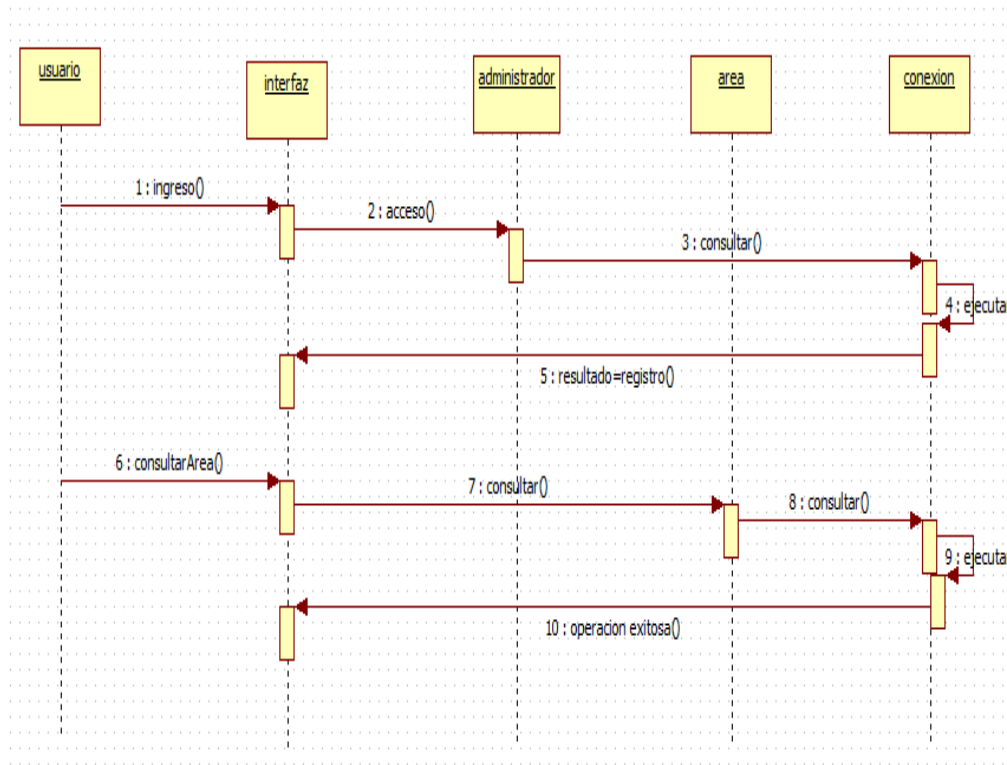 usuario
interfaz
administrador
area
conexion
1 : ingreso()
2 : acceso()
3 : consultar()
4 : ejecuta
5 : resultado=registro()
6 : consultarArea()
7 : consultar()
8 : consultar()
9 : ejecuta
10 : operacion exitosa()